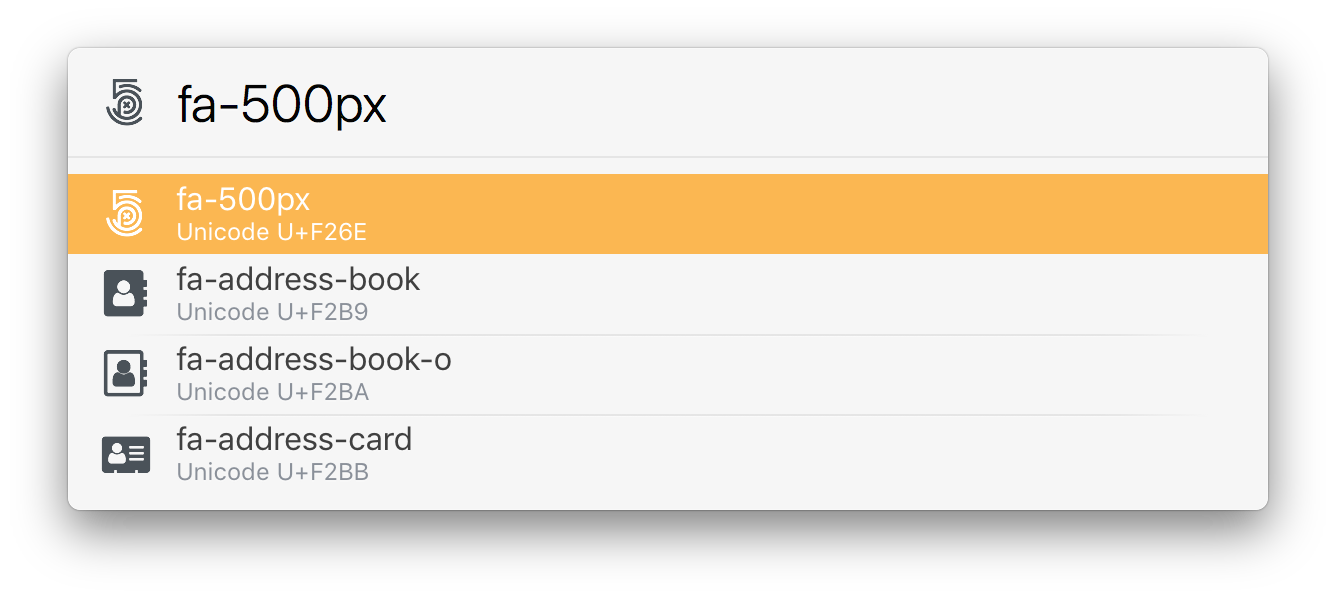 fa-500px
fa-500px
Unicode U+F26E
fa-address-book
Unicode U+F2B9
fa-address-book-o
Unicode U+F2BA
fa-address-card
Unicode U+F2BB